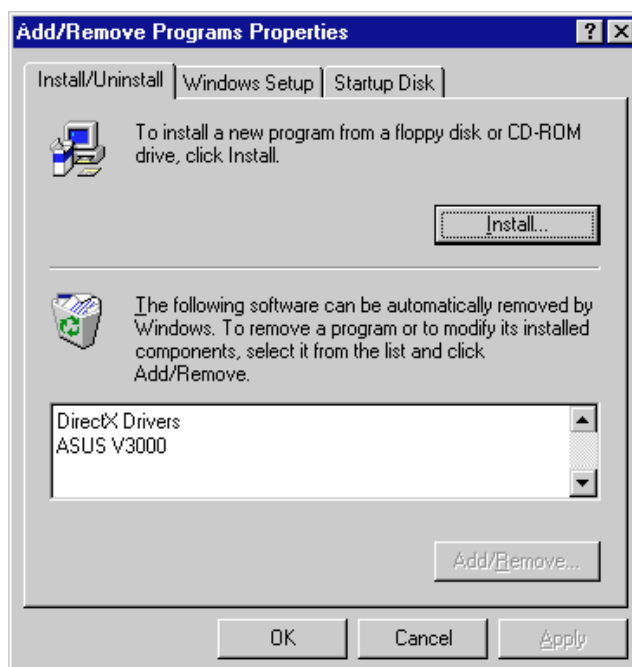 Add/Remove Programs Properties
Install/Uninstall
Windows Setup
Startup Disk
To install a new program from a floppy disk or CD-ROM
drive, click Install.
Install...
The following software can be automatically removed by
Windows. To remove a program or to modify its installed
components, select it from the list and click
Add/Remove.
DirectX Drivers
ASUS V3000
Add/Remove...
OK
Cancel
Apply